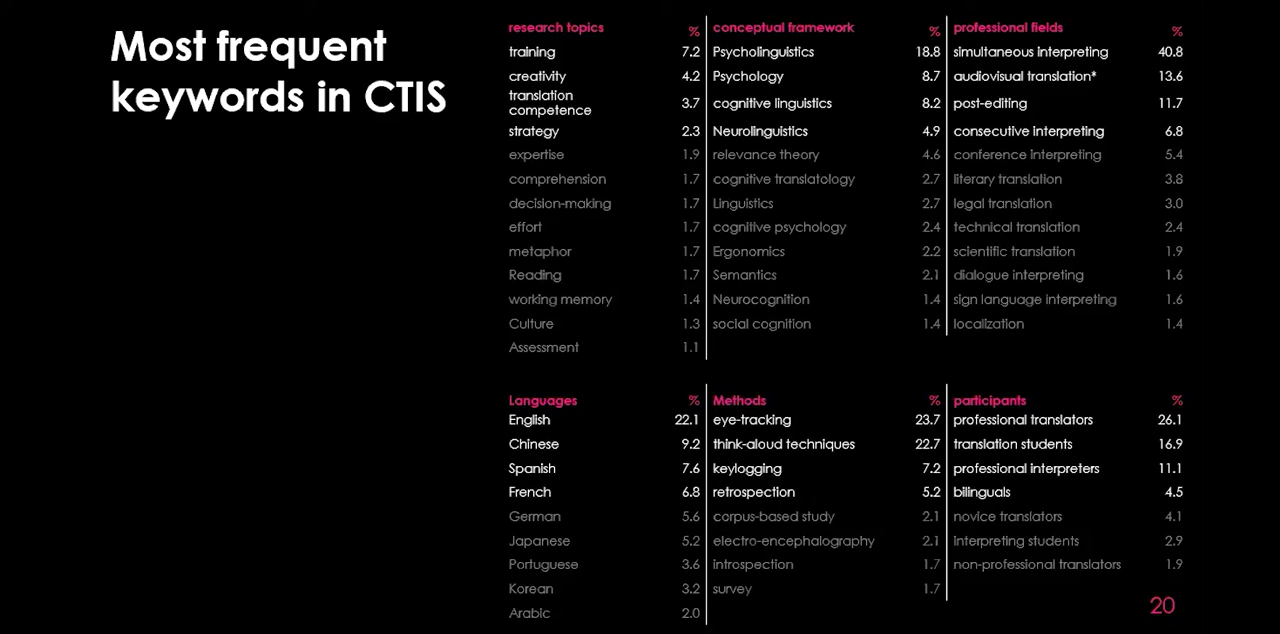 Most frequent
keywords in CTIS
research topics %
training 7.2
creativity 4.2
translation
competence 3.7
strategy 2.3
expertise 1.9
comprehension 1.7
decision-making 1.7
effort 1.7
metaphor 1.7
Reading 1.7
working memory 1.4
Culture 1.3
Assessment 1.1
conceptual framework %
Psycholinguistics 18.8
Psychology 8.7
cognitive linguistics 8.2
Neurolinguistics 4.9
relevance theory 4.6
cognitive translatology 2.7
Linguistics 2.7
cognitive psychology 2.4
Ergonomics 2.2
Semantics 2.1
Neurocognition 1.4
social cognition 1.4
professional fields %
simultaneous interpreting 40.8
audiovisual translation* 13.6
post-editing 11.7
consecutive interpreting 6.8
conference interpreting 5.4
literary translation 3.8
legal translation 3.0
technical translation 2.4
scientific translation 1.9
dialogue interpreting 1.6
sign language interpreting 1.6
localization 1.4
Languages %
English 22.1
Chinese 9.2
Spanish 7.6
French 6.8
German 5.6
Japanese 5.2
Portuguese 3.6
Korean 3.2
Arabic 2.0
Methods %
eye-tracking 23.7
think-aloud techniques 22.7
keylogging 7.2
retrospection 5.2
corpus-based study 2.1
electro-encephalography 2.1
introspection 1.7
survey 1.7
participants %
professional translators 26.1
translation students 16.9
professional interpreters 11.1
bilinguals 4.5
novice translators 4.1
interpreting students 2.9
non-professional translators 1.9
20